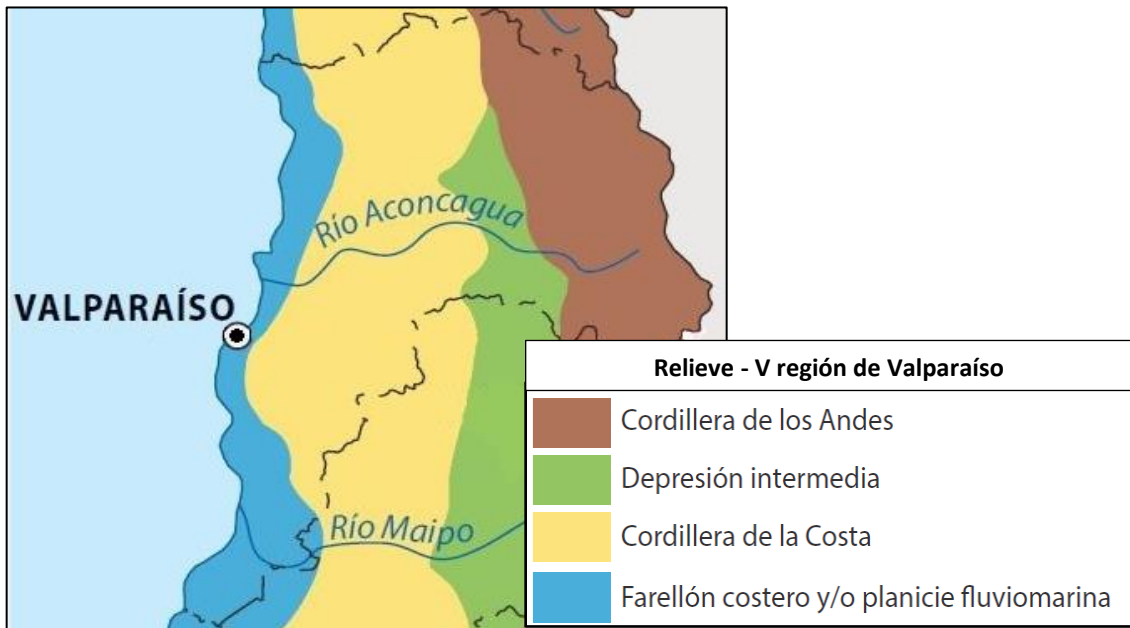 Río Aconcagua
VALPARAÍSO
Río Maipo
Relieve - V región de Valparaíso
Cordillera de los Andes
Depresión intermedia
Cordillera de la Costa
Farellón costero y/o planicie fluviomarina